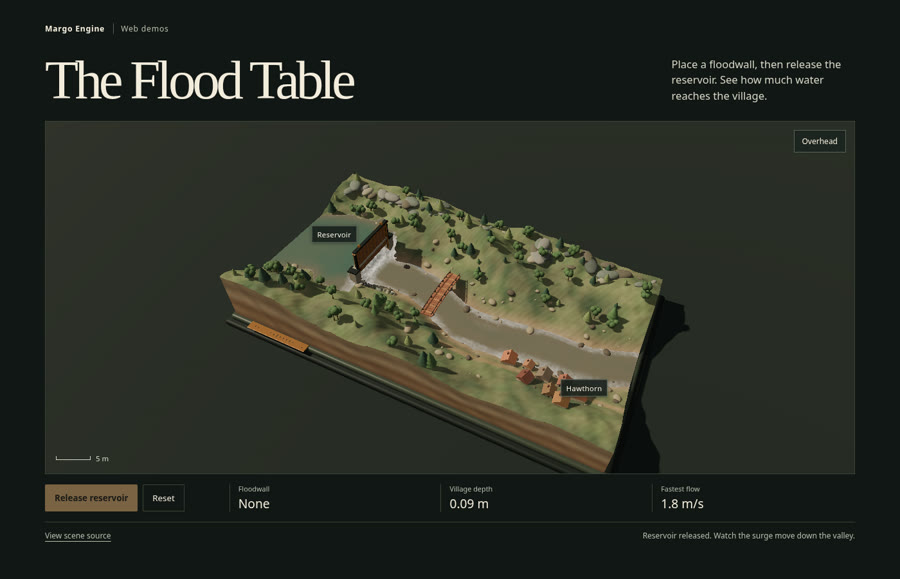 Margo Engine
Web demos
The Flood Table
Place a floodwall, then release the
reservoir. See how much water
reaches the village.
Overhead
Reservoir
Hawthorn
5 m
Release reservoir
Reset
Floodwall
None
Village depth
0.09 m
Fastest flow
1.8 m/s
View scene source
Reservoir released. Watch the surge move down the valley.